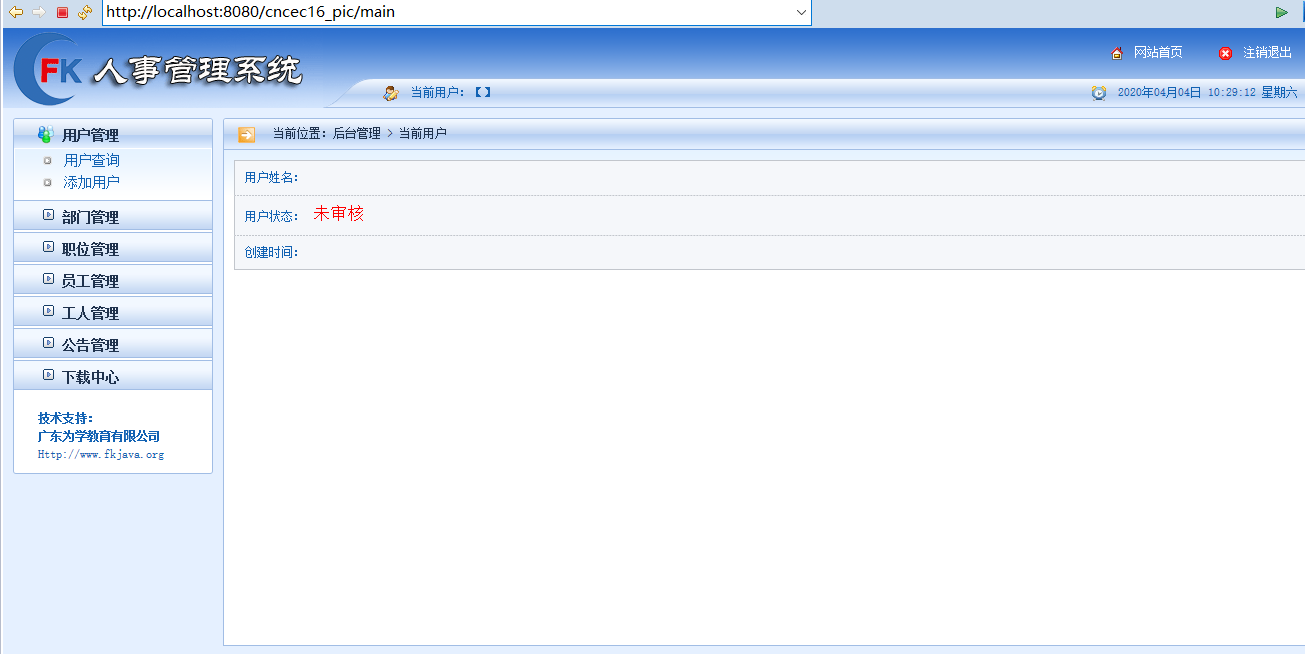 http://localhost:8080/cncec16_pic/main
FK 人事管理系统
网站首页 注销退出
当前用户：【】
2020年04月04日 10:29:12 星期六
用户管理
用户查询
添加用户
部门管理
职位管理
员工管理
工人管理
公告管理
下载中心
技术支持：
广东为学教育有限公司
Http://www.fkjava.org
当前位置：后台管理 > 当前用户
用户姓名：
用户状态： 未审核
创建时间：